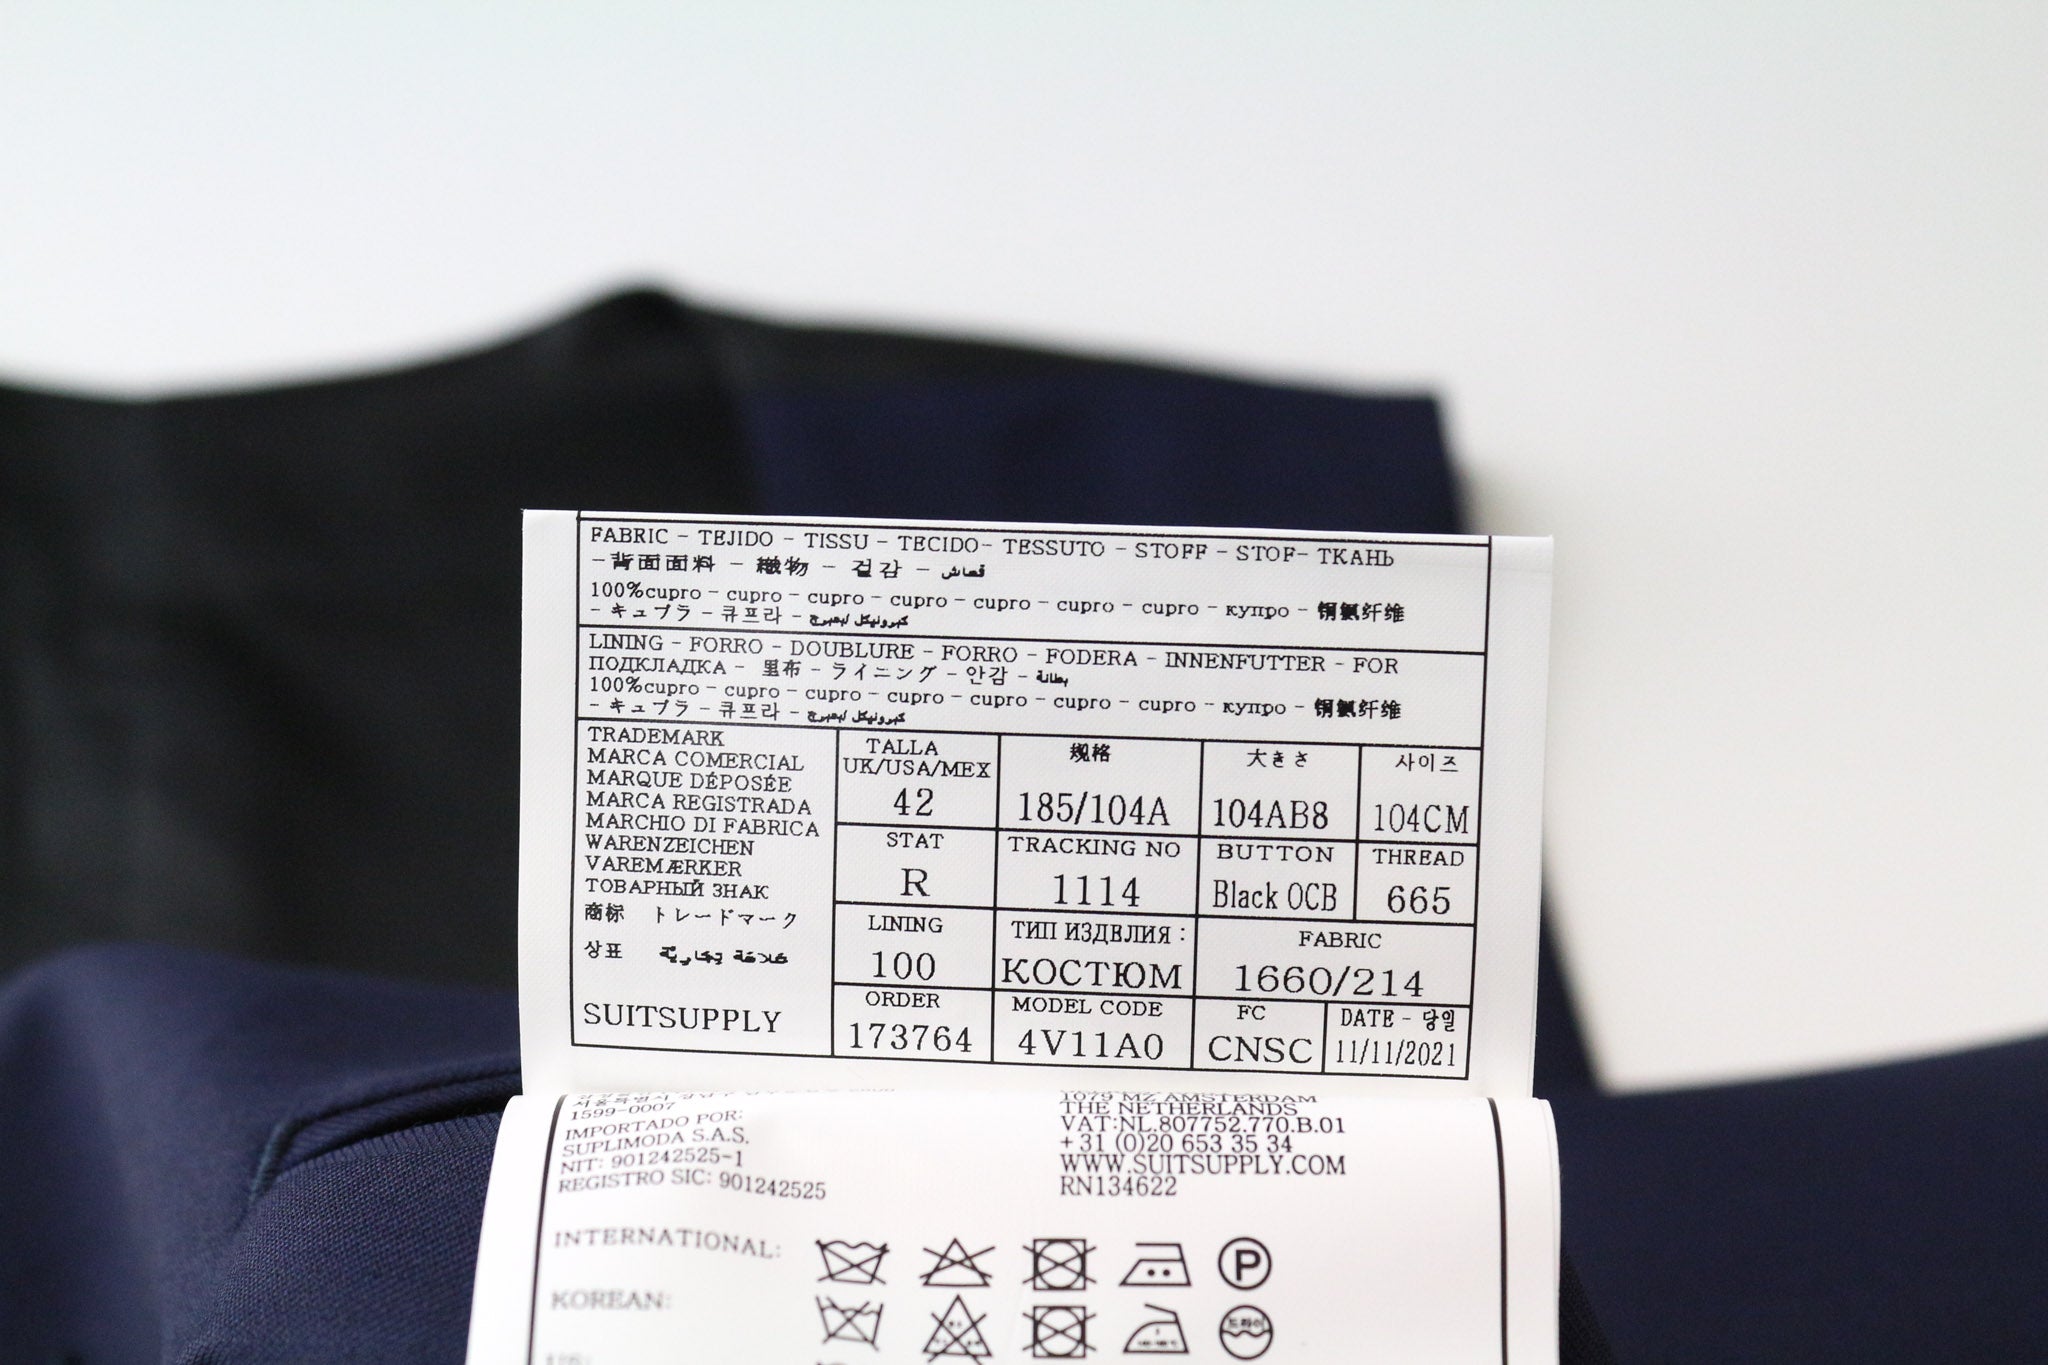 FABRIC - TEJIDO - TISSU - TECIDO- TESSUTO - STOFF - STOF- ТКАНЬ
-背面面料 - 織物 - 겉감 - قماش
100%cupro - cupro - cupro - cupro - cupro - cupro - cupro - купро - 铜氨纤维
- キュプラ - 큐프라 -
LINING - FORRO - DOUBLURE - FORRO - FODERA - INNENFUTTER - FOR
ПОДКЛАДКА - 里布 - ライニング - 안감 - بطانة
100%cupro - cupro - cupro - cupro - cupro - cupro - cupro - купро - 铜氨纤维
- キュプラ - 큐프라 -
TRADEMARK
MARCA COMERCIAL
MARQUE DÉPOSÉE
MARCA REGISTRADA
MARCHIO DI FABRICA
WARENZEICHEN
VAREMÆRKER
ТОВАРНЫЙ ЗНАК
商标 トレードマーク
상표 علامة تجارية
SUITSUPPLY
TALLA
UK/USA/MEX
42
规格
185/104A
大きさ
104AB8
사이즈
104CM
STAT
R
TRACKING NO
1114
BUTTON
Black OCB
THREAD
665
LINING
100
ТИП ИЗДЕЛИЯ :
КОСТЮМ
FABRIC
1660/214
ORDER
173764
MODEL CODE
4V11A0
FC
CNSC
DATE - 당일
11/11/2021
1599-0007
IMPORTADO POR:
SUPLIMODA S.A.S.
NIT: 901242525-1
REGISTRO SIC: 901242525
1079 MZ AMSTERDAM
THE NETHERLANDS
VAT:NL.807752.770.B.01
+31 (0)20 653 35 34
WWW.SUITSUPPLY.COM
RN134622
INTERNATIONAL:
P
KOREAN:
드라이
US: